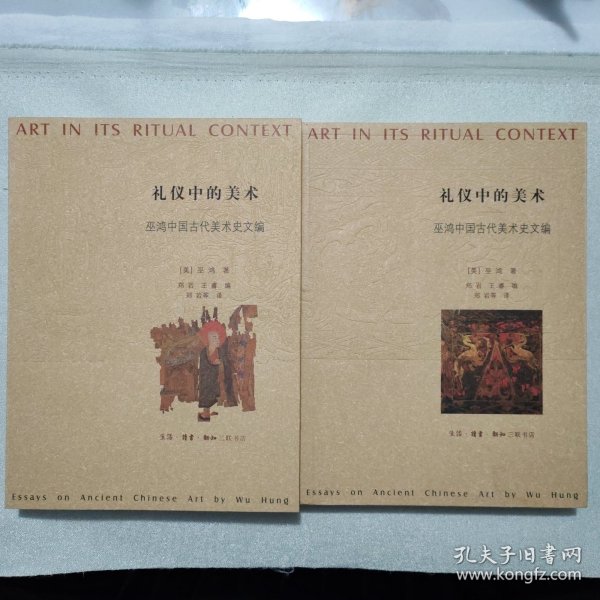 ART IN ITS RITUAL CONTEXT
礼仪中的美术
巫鸿中国古代美术史文编
[美] 巫 鸿 著
郑 岩 王 睿 编
郑 岩等 译
生活·讀書·新知 三联书店
Essays on Ancient Chinese Art by Wu Hung
ART IN ITS RITUAL CONTEXT
礼仪中的美术
巫鸿中国古代美术史文编
[美] 巫 鸿 著
郑 岩 王 睿 编
郑 岩等 译
生活·讀書·新知 三联书店
Essays on Ancient Chinese Art by Wu Hung
孔夫子旧书网
www.kongfz.com